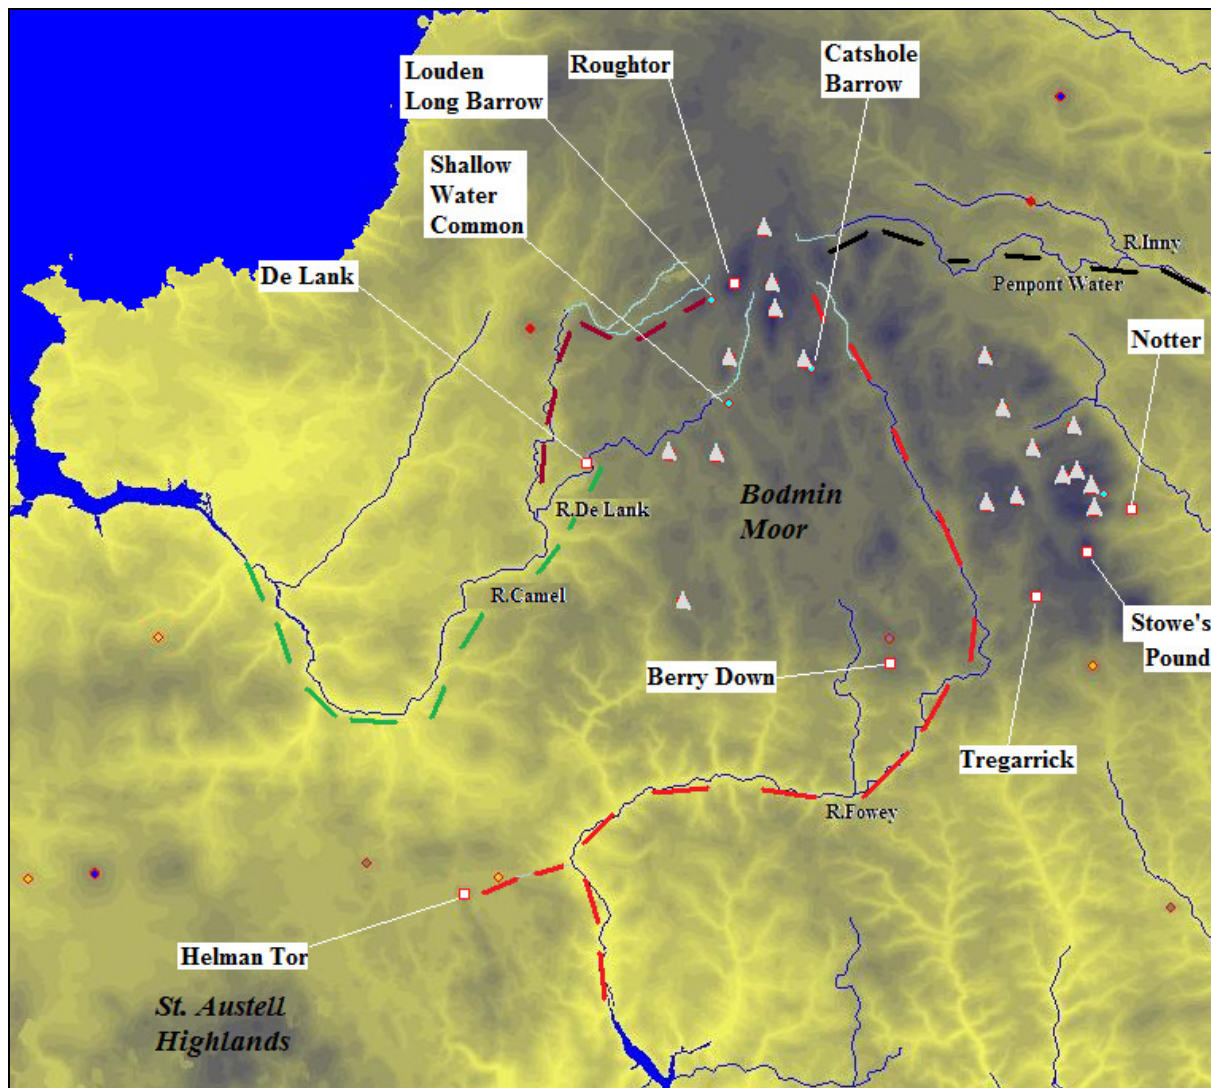 Louden
Long Barrow
Roughtor
Catshole
Barrow
Shallow
Water
Common
De Lank
R.Inny
Penpont Water
Notter
Bodmin
Moor
R.De Lank
R.Camel
Stowe's
Pound
Berry Down
Tregarrick
R.Fowey
Helman Tor
St. Austell
Highlands